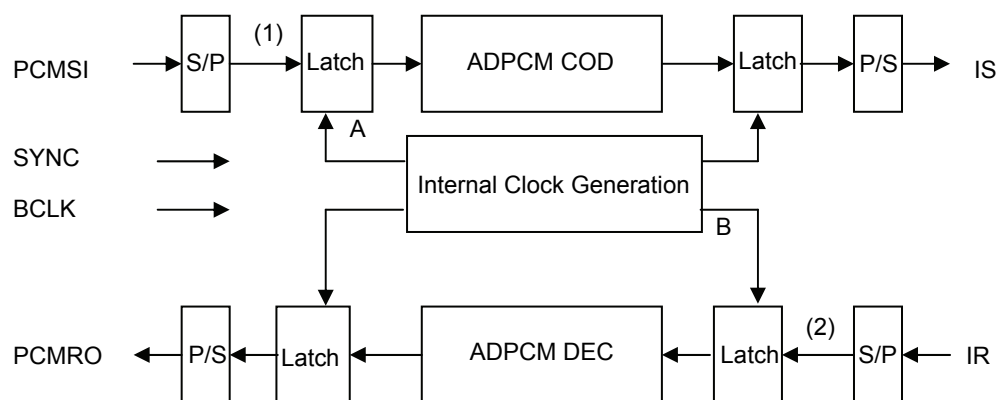 (1)
PCMSI S/P Latch ADPCM COD Latch P/S IS
A
SYNC
Internal Clock Generation
BCLK
B
(2)
PCMRO P/S Latch ADPCM DEC Latch S/P IR